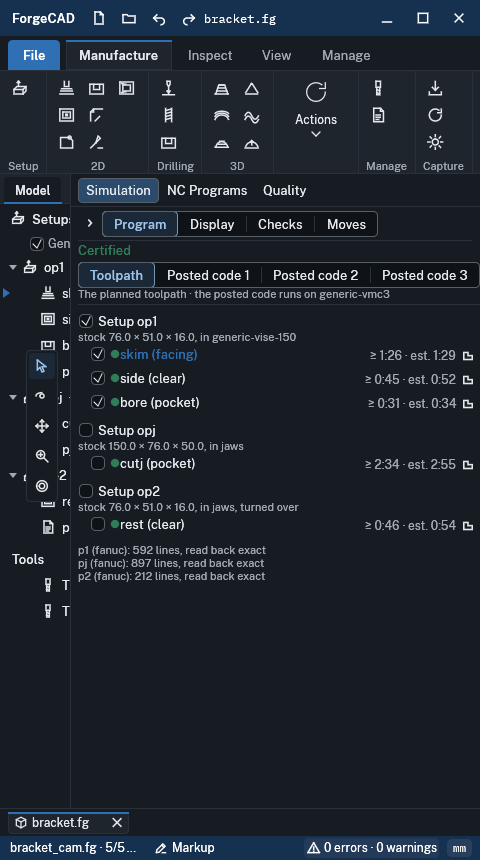 ForgeCAD bracket.fg
File Manufacture Inspect View Manage
Actions
Setup 2D Drilling 3D Manage Capture
Model Simulation NC Programs Quality
Setups
Program Display Checks Moves
Gen
Certified
op1
Toolpath Posted code 1 Posted code 2 Posted code 3
The planned toolpath · the posted code runs on generic-vmc3
Setup op1
stock 76.0 × 51.0 × 16.0, in generic-vise-150
skim (facing) ≥ 1:26 · est. 1:29
side (clear) ≥ 0:45 · est. 0:52
bore (pocket) ≥ 0:31 · est. 0:34
Setup opj
stock 150.0 × 76.0 × 50.0, in jaws
cutj (pocket) ≥ 2:34 · est. 2:55
Setup op2
stock 76.0 × 51.0 × 16.0, in jaws, turned over
rest (clear) ≥ 0:46 · est. 0:54
p1 (fanuc): 592 lines, read back exact
pj (fanuc): 897 lines, read back exact
p2 (fanuc): 212 lines, read back exact
Tools
bracket.fg
bracket_cam.fg · 5/5... Markup 0 errors · 0 warnings mm